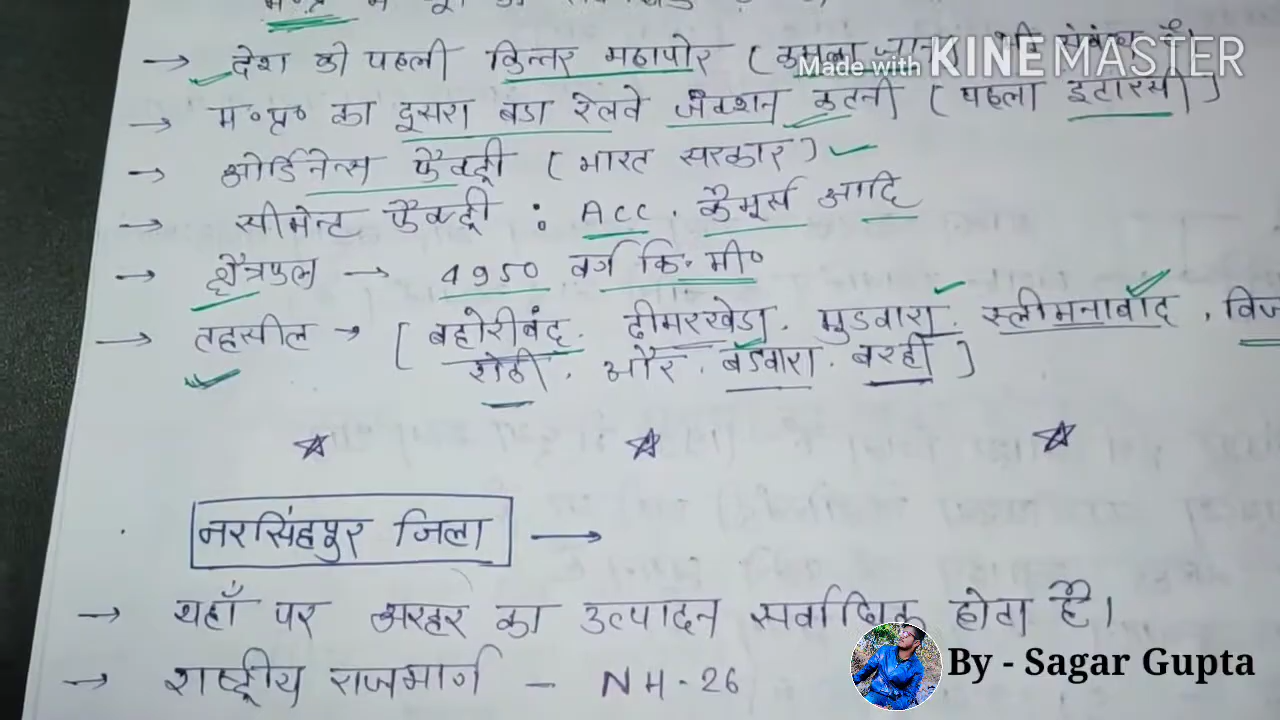 → देश की पहली किन्नर महापौर (कमला जान) भी संबंध है।
Made with KINEMASTER
→ म॰प्र॰ का दूसरा बडा रेलवे जंक्शन कटनी (पहला इटारसी)
→ ओर्डिनेन्स फैक्ट्री (भारत सरकार)
→ सीमेन्ट फैक्ट्री : ACC, कैमूर्स आदि
→ क्षेत्रफल → 4950 वर्ग कि॰ मी॰
→ तहसील → [बहोरीबंद, ढीमरखेडा, मुडवारा, स्लीमनाबाद, विज
और, बडवारा, बरही]
नरसिंहपुर जिला →
→ यहाँ पर अरहर का उत्पादन सर्वाधिक होता है।
→ राष्ट्रीय राजमार्ग - NH-26
By - Sagar Gupta